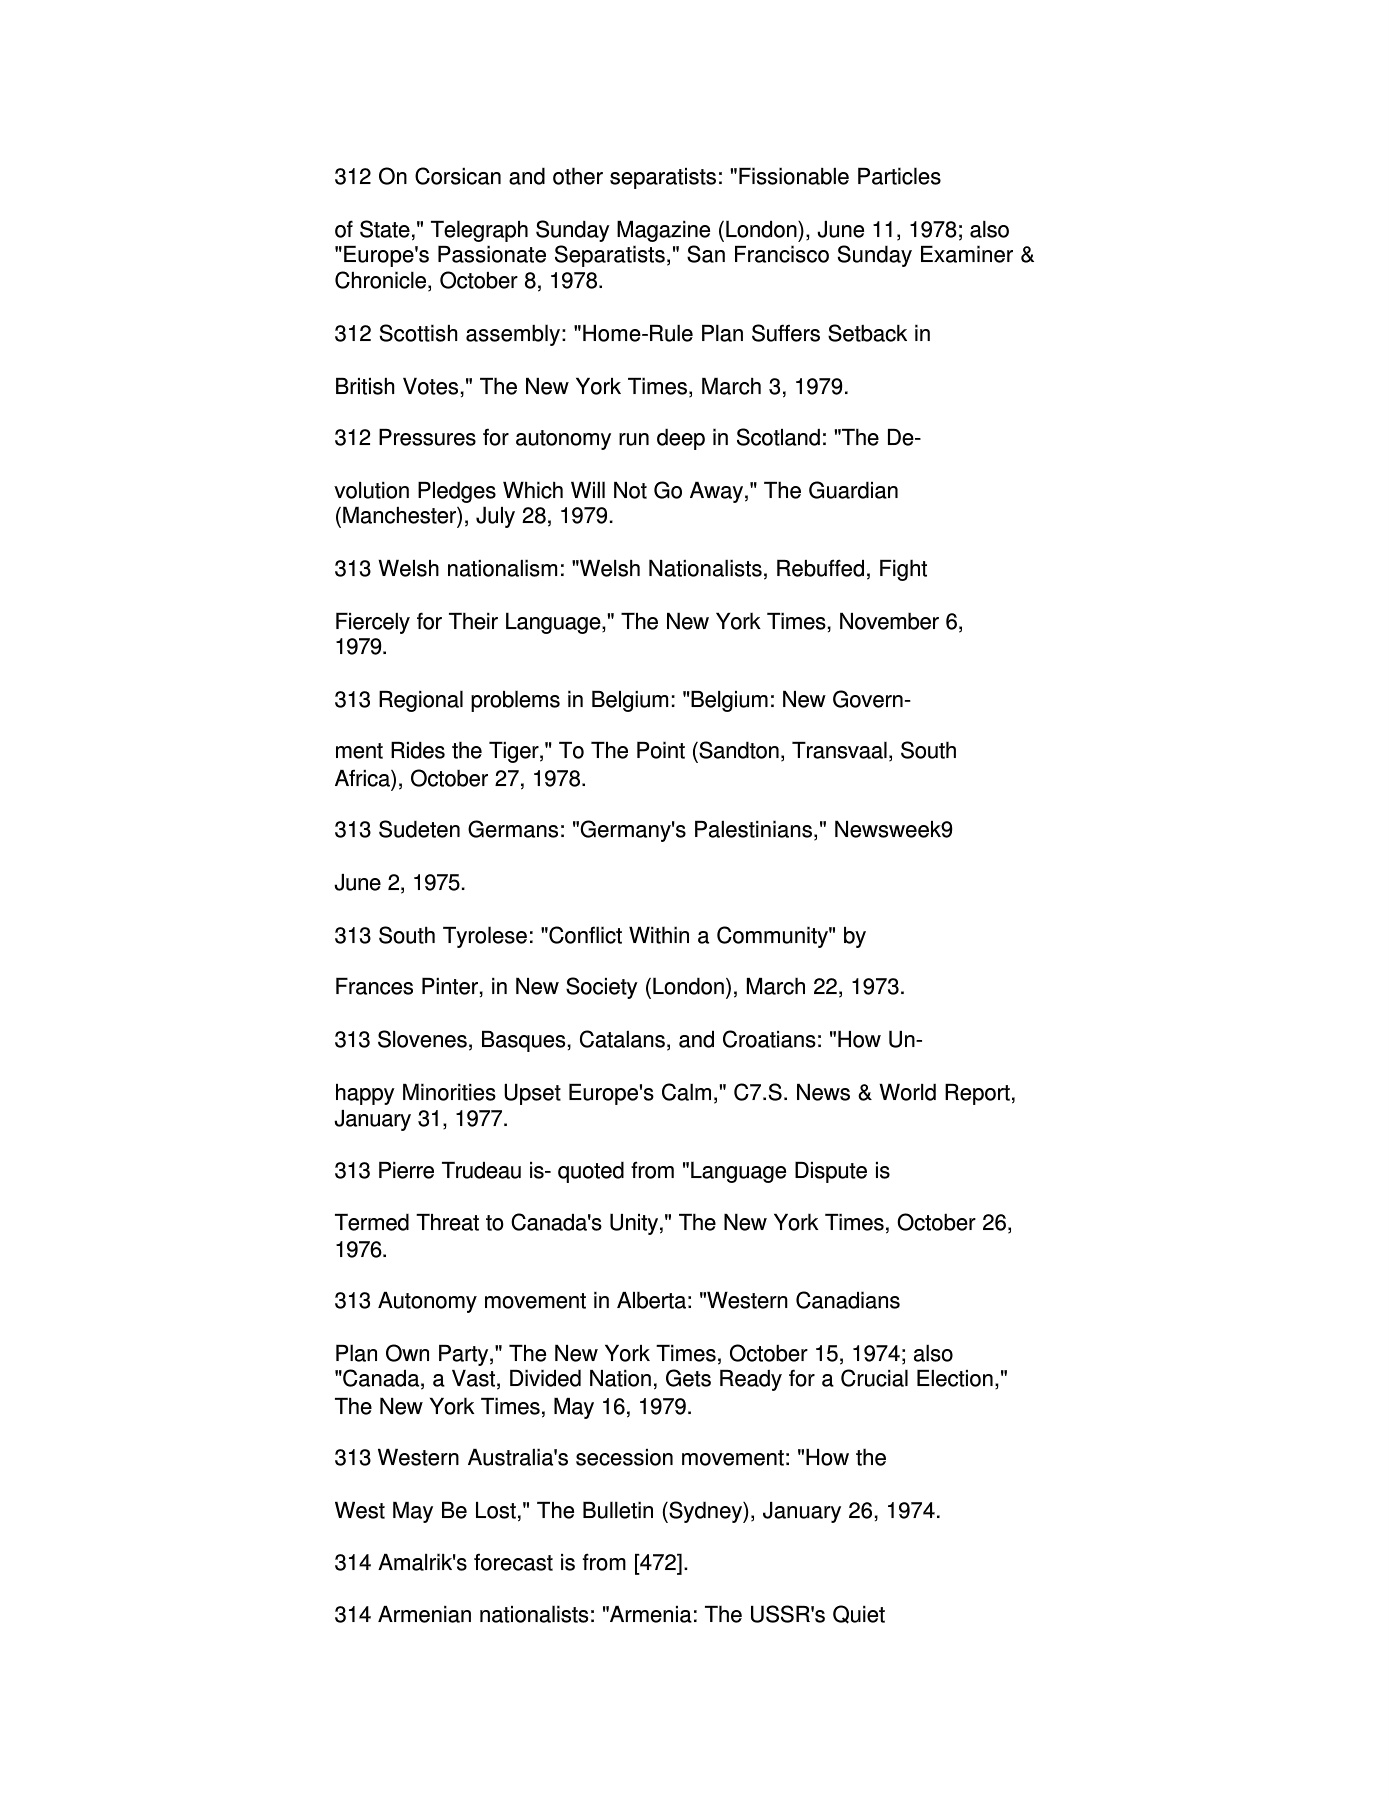 312 On Corsican and other separatists: "Fissionable Particles
of State," Telegraph Sunday Magazine (London), June 11, 1978; also
"Europe's Passionate Separatists," San Francisco Sunday Examiner &
Chronicle, October 8, 1978.
312 Scottish assembly: "Home-Rule Plan Suffers Setback in
British Votes," The New York Times, March 3, 1979.
312 Pressures for autonomy run deep in Scotland: "The De-
volution Pledges Which Will Not Go Away," The Guardian
(Manchester), July 28, 1979.
313 Welsh nationalism: "Welsh Nationalists, Rebuffed, Fight
Fiercely for Their Language," The New York Times, November 6,
1979.
313 Regional problems in Belgium: "Belgium: New Govern-
ment Rides the Tiger," To The Point (Sandton, Transvaal, South
Africa), October 27, 1978.
313 Sudeten Germans: "Germany's Palestinians," Newsweek9
June 2, 1975.
313 South Tyrolese: "Conflict Within a Community" by
Frances Pinter, in New Society (London), March 22, 1973.
313 Slovenes, Basques, Catalans, and Croatians: "How Un-
happy Minorities Upset Europe's Calm," C7.S. News & World Report,
January 31, 1977.
313 Pierre Trudeau is- quoted from "Language Dispute is
Termed Threat to Canada's Unity," The New York Times, October 26,
1976.
313 Autonomy movement in Alberta: "Western Canadians
Plan Own Party," The New York Times, October 15, 1974; also
"Canada, a Vast, Divided Nation, Gets Ready for a Crucial Election,"
The New York Times, May 16, 1979.
313 Western Australia's secession movement: "How the
West May Be Lost," The Bulletin (Sydney), January 26, 1974.
314 Amalrik's forecast is from [472].
314 Armenian nationalists: "Armenia: The USSR's Quiet